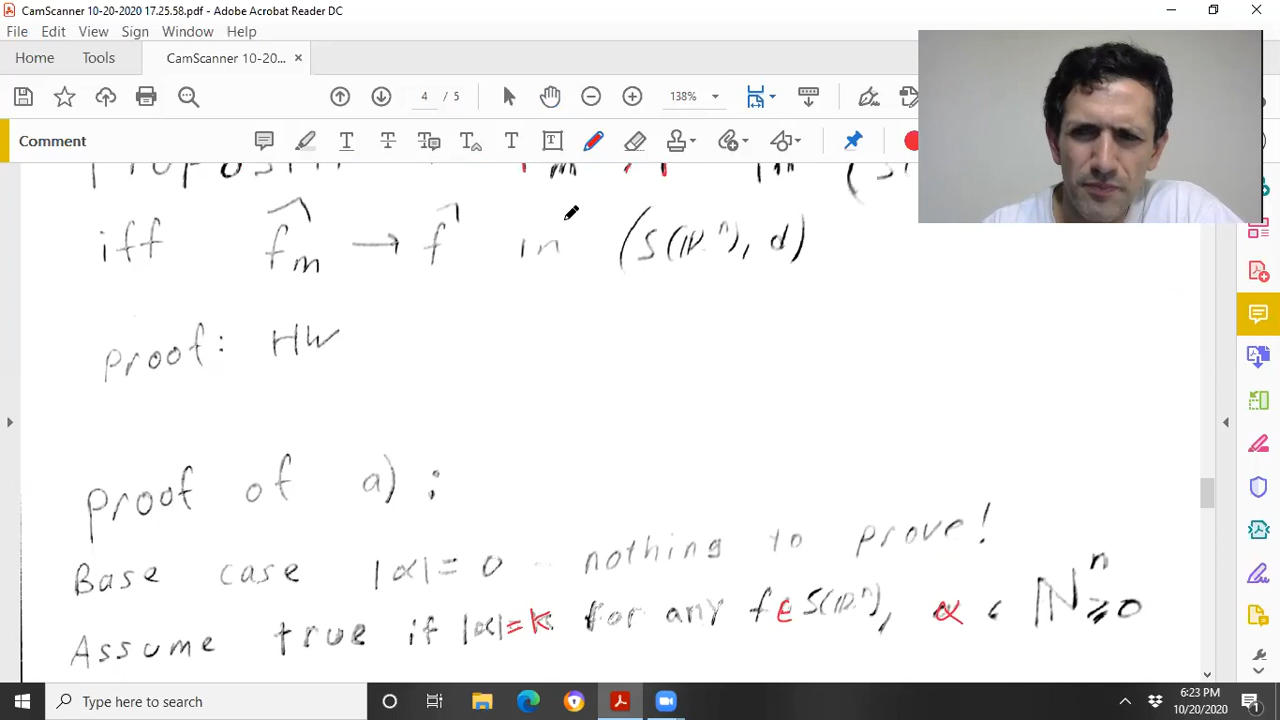 CamScanner 10-20-2020 17.25.58.pdf - Adobe Acrobat Reader DC
File Edit View Sign Window Help
Home Tools CamScanner 10-20... ×
4 / 5 138%
Comment
iff f̂_m → f̂ in (S(ℝⁿ), d)
proof: HW
proof of a) :
Base case |α| = 0 - nothing to prove!
Assume true if |α| = k for any f ∈ S(ℝⁿ), α ∈ ℕⁿ≥0
Type here to search
6:23 PM
10/20/2020